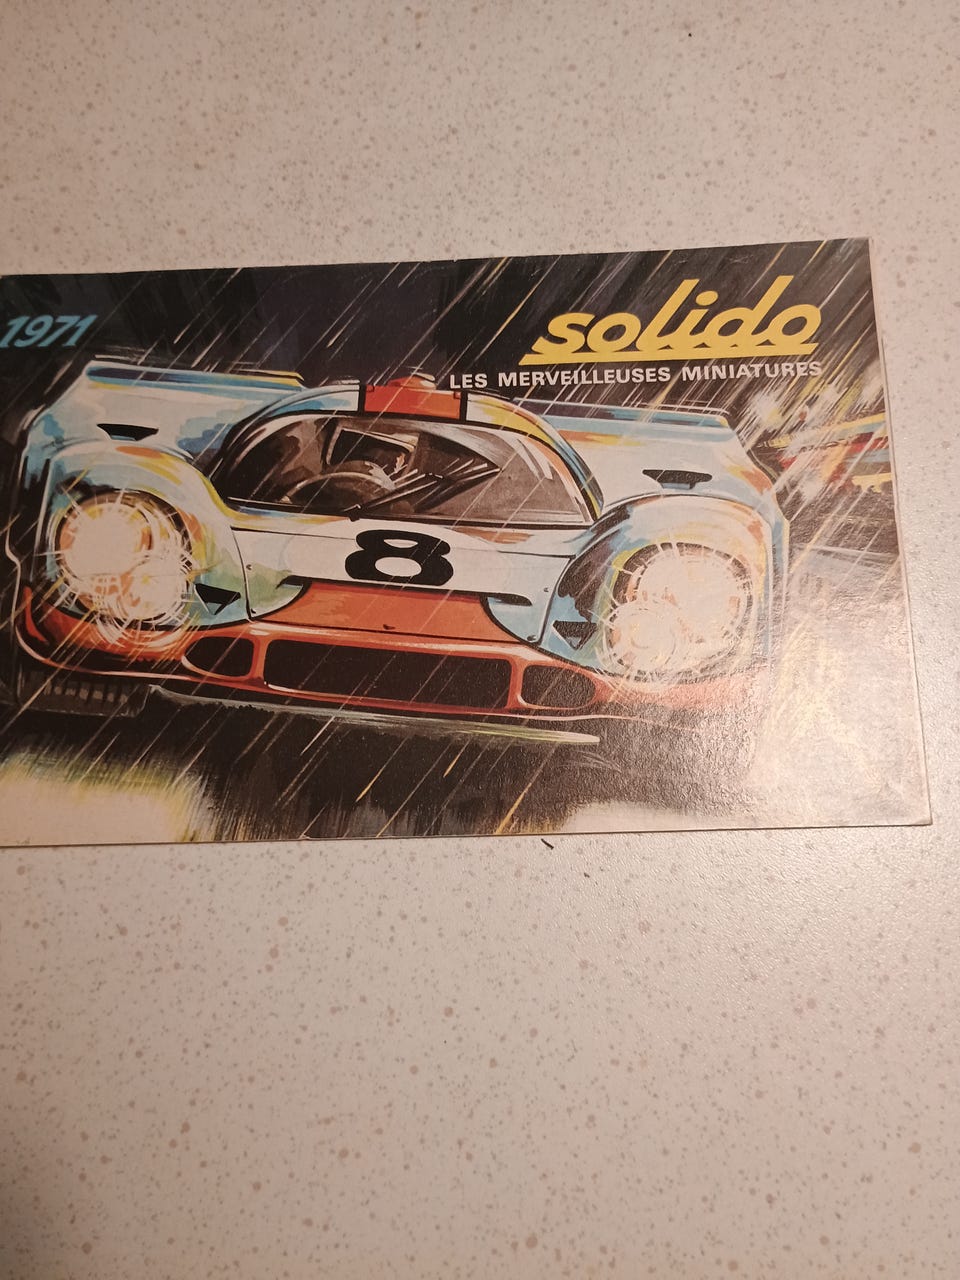 1971
solido
LES MERVEILLEUSES MINIATURES
8